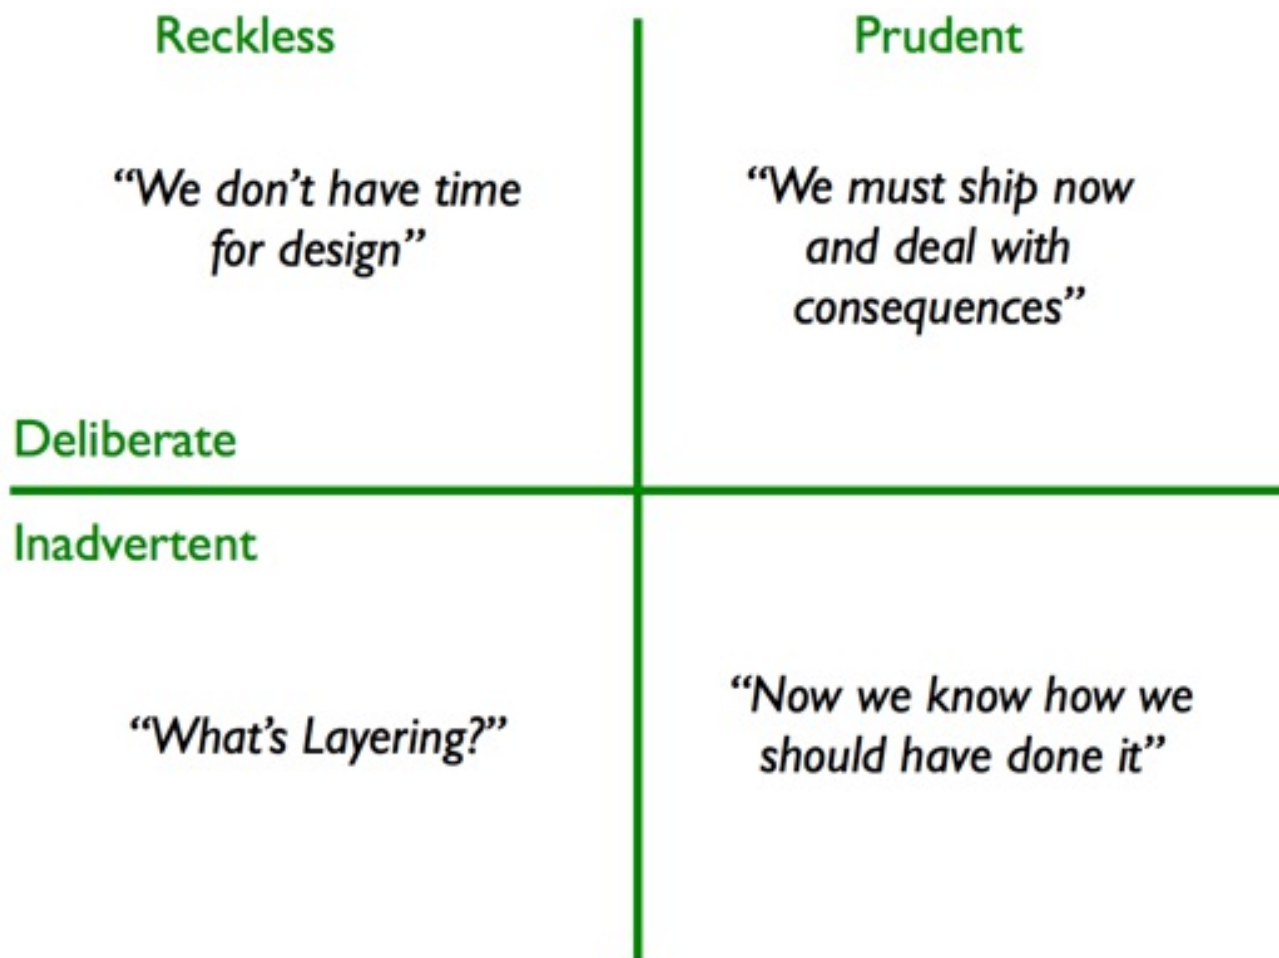 Reckless
Prudent
“We don’t have time
for design”
“We must ship now
and deal with
consequences”
Deliberate
Inadvertent
“What’s Layering?”
“Now we know how we
should have done it”